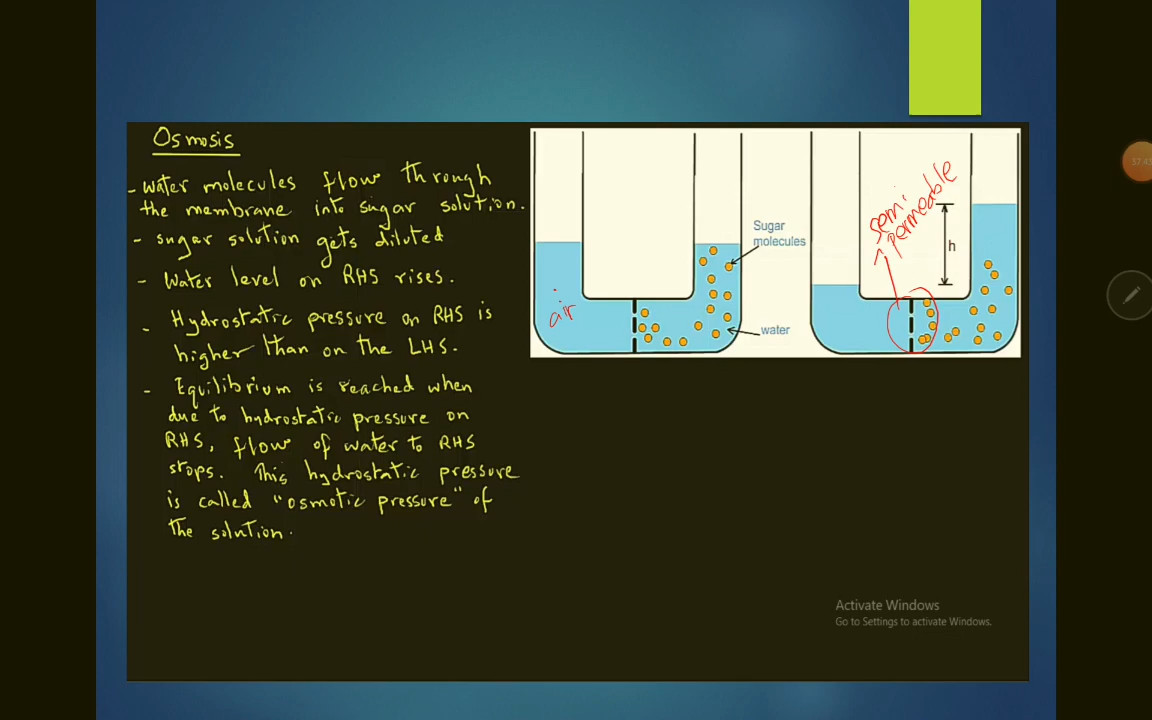 Osmosis
- Water molecules flow through
the membrane into sugar solution.
- sugar solution gets diluted
- Water level on RHS rises.
- Hydrostatic pressure on RHS is
higher than on the LHS.
- Equilibrium is reached when
due to hydrostatic pressure on
RHS, flow of water to RHS
stops. This hydrostatic pressure
is called "osmotic pressure" of
the solution.
air
Sugar
molecules
water
semi
permeable
h
37:43
Activate Windows
Go to Settings to activate Windows.